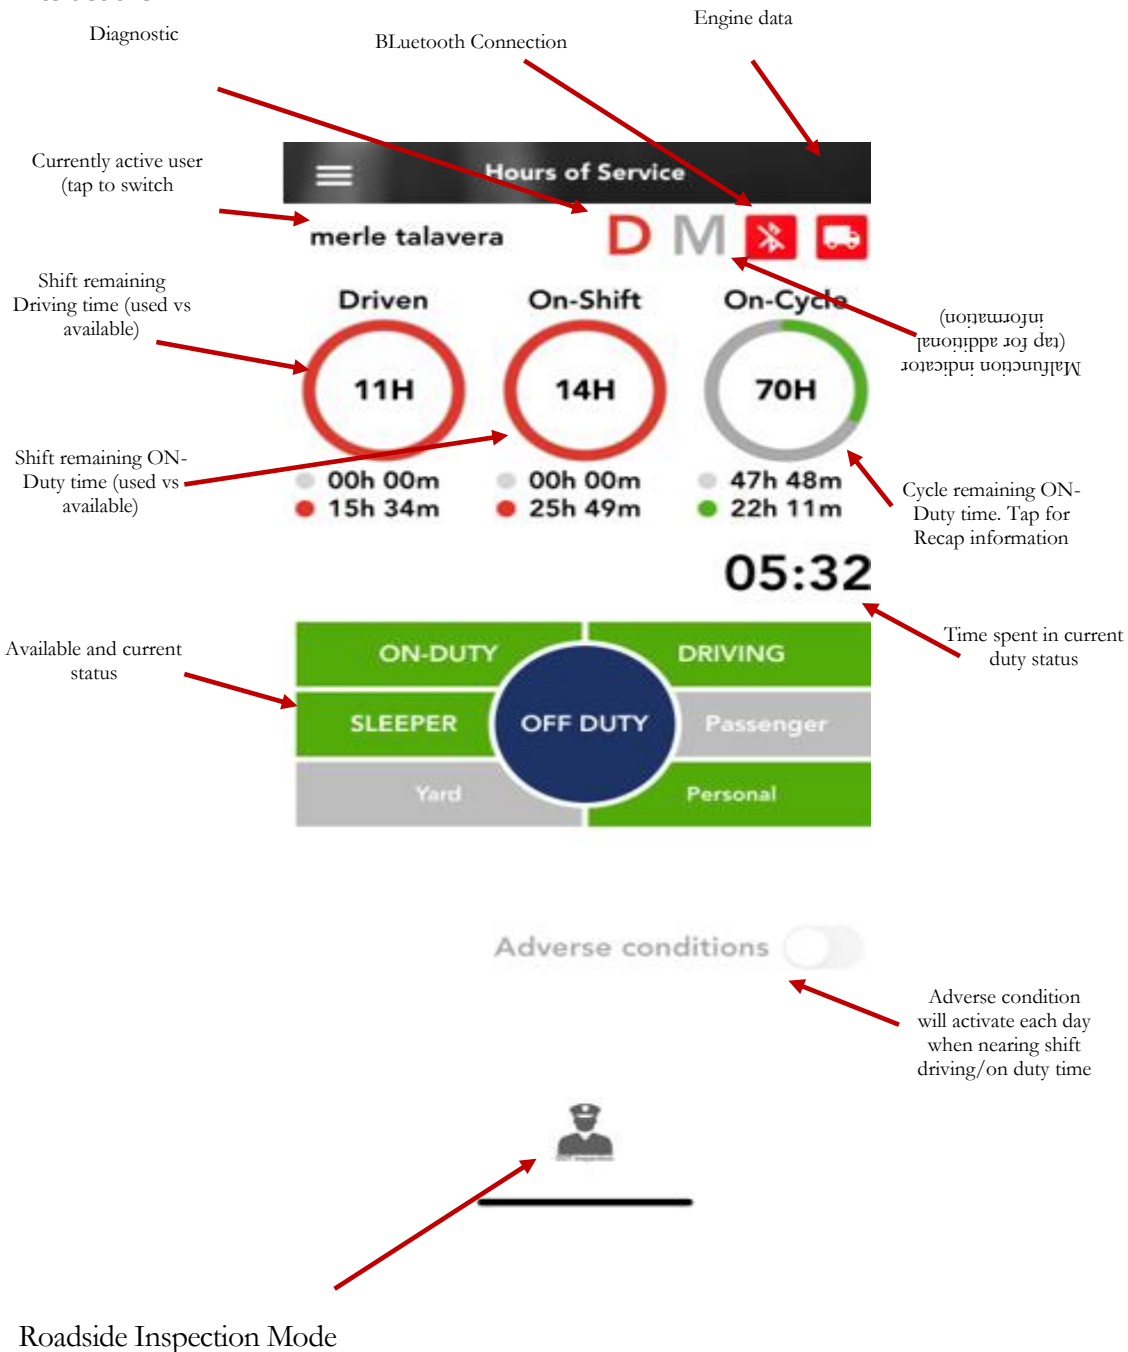 Diagnostic
BLuetooth Connection
Engine data
Currently active user
(tap to switch
Hours of Service
merle talavera
D M
Shift remaining
Driving time (used vs
available)
Driven
On-Shift
On-Cycle
Malfunction indicator
(tap for additional
information)
11H
14H
70H
Shift remaining ON-
Duty time (used vs
available)
00h 00m
15h 34m
00h 00m
25h 49m
47h 48m
22h 11m
Cycle remaining ON-
Duty time. Tap for
Recap information
05:32
Time spent in current
duty status
Available and current
status
ON-DUTY
DRIVING
SLEEPER
OFF DUTY
Passenger
Yard
Personal
Adverse conditions
Adverse condition
will activate each day
when nearing shift
driving/on duty time
Roadside Inspection Mode